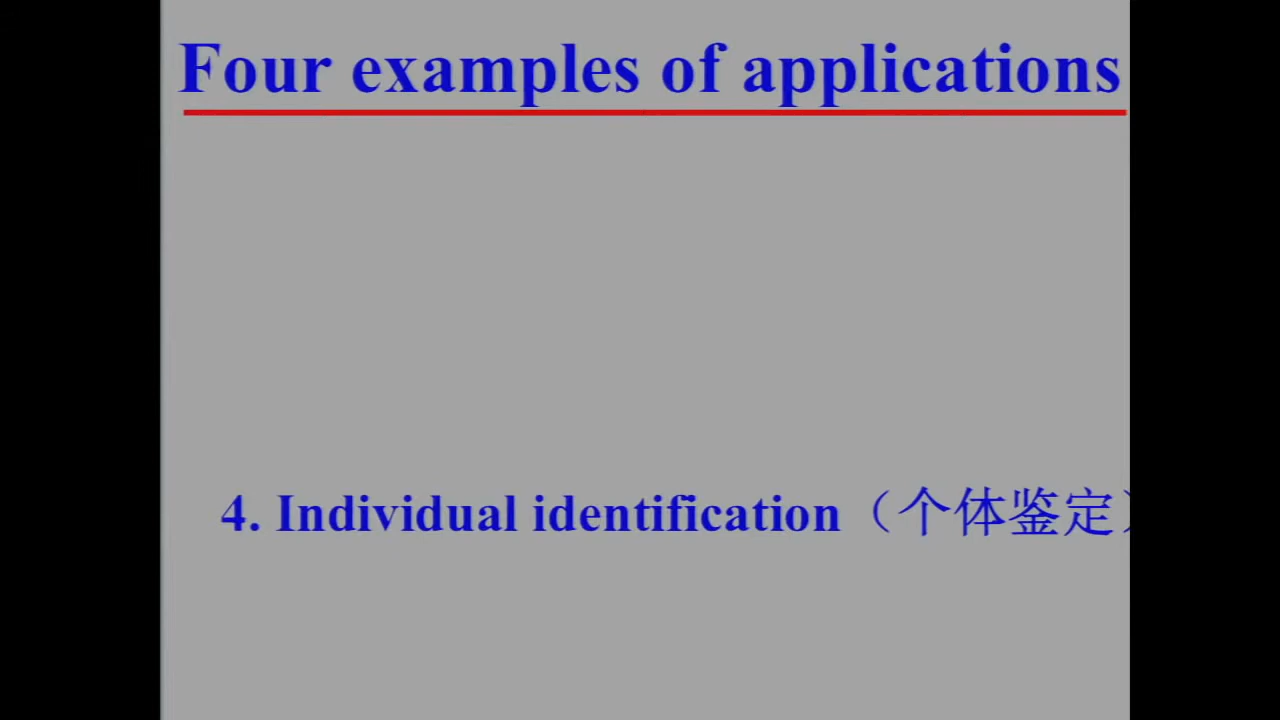 Four examples of applications
4. Individual identification（个体鉴定）